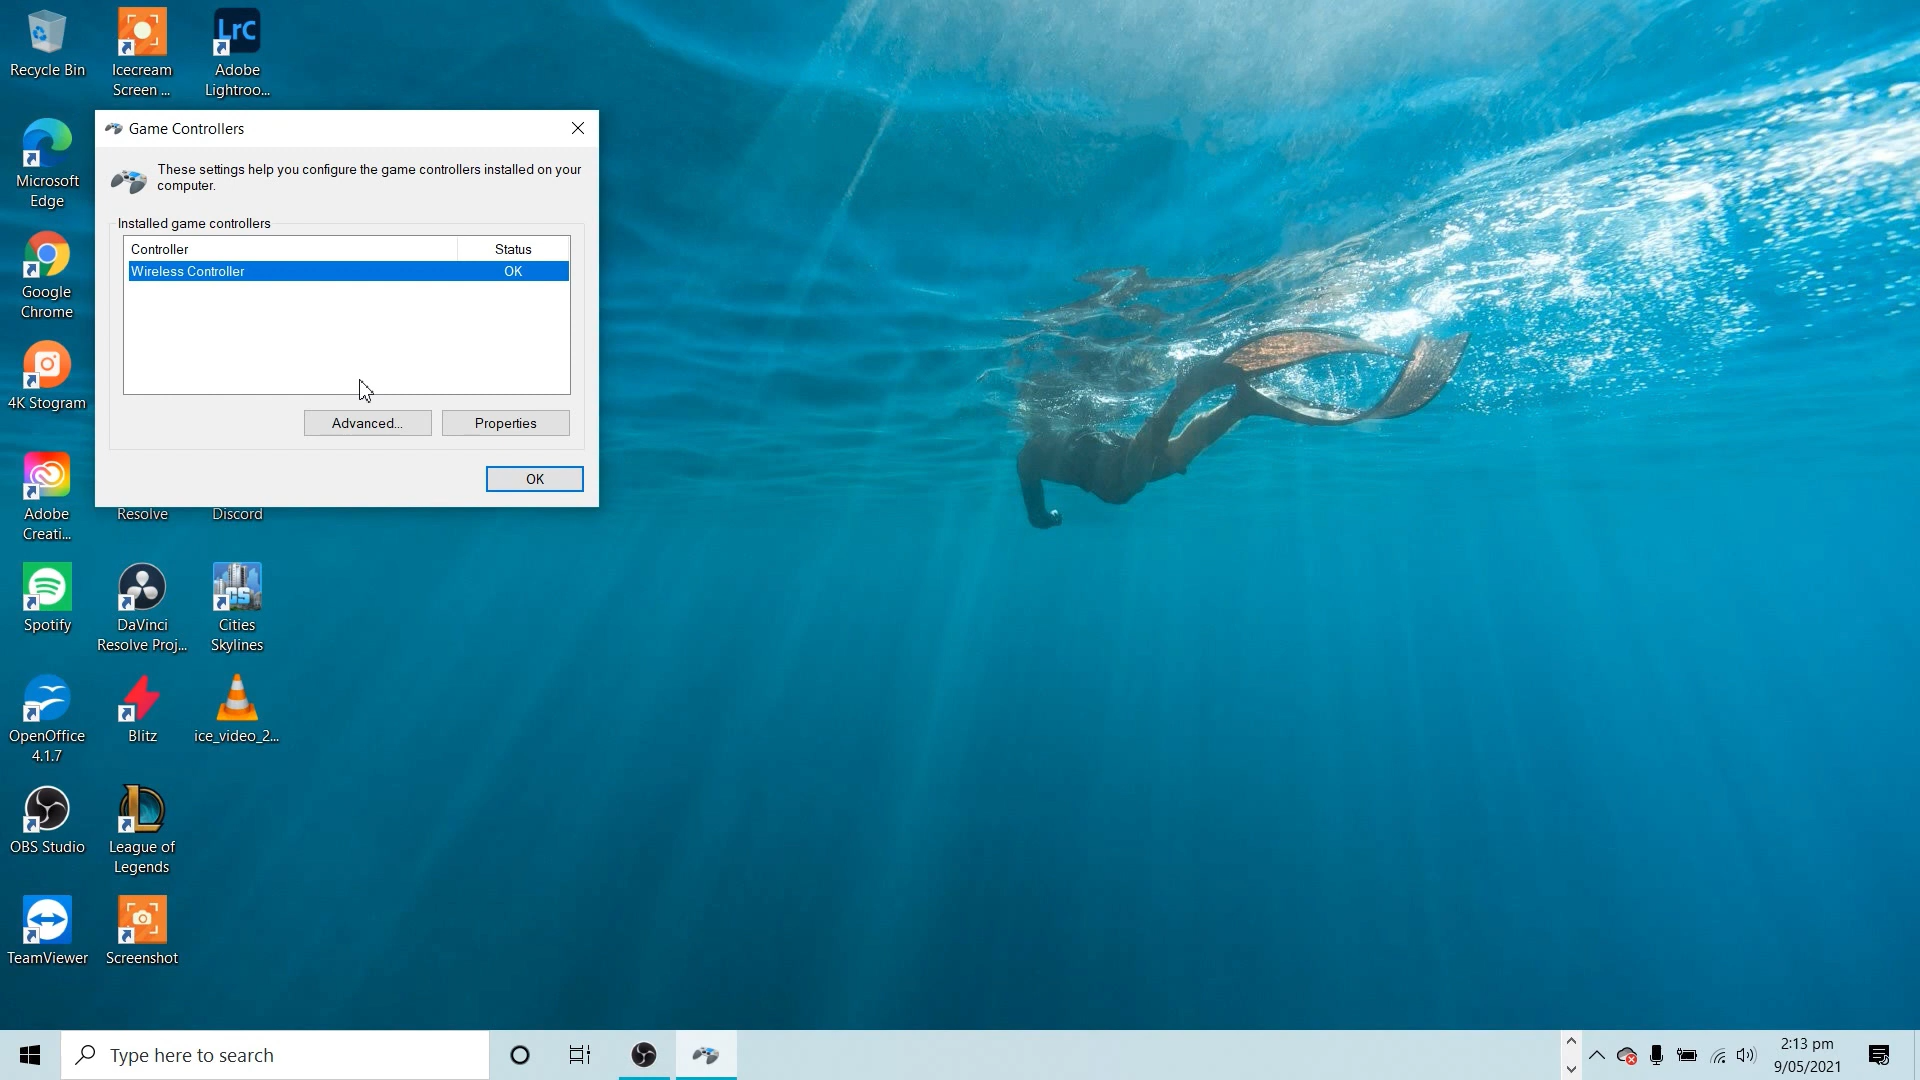 Recycle Bin
Icecream
Screen ...
Lrc
Adobe
Lightroo...
Game Controllers
These settings help you configure the game controllers installed on your
computer.
Installed game controllers
Controller Status
Wireless Controller OK
Advanced...
Properties
OK
Microsoft
Edge
Google
Chrome
4K Stogram
Adobe
Creati...
Resolve
Discord
Spotify
DaVinci
Resolve Proj...
CS
Cities
Skylines
OpenOffice
4.1.7
Blitz
ice_video_2...
OBS Studio
League of
Legends
TeamViewer
Screenshot
Type here to search
2:13 pm
9/05/2021